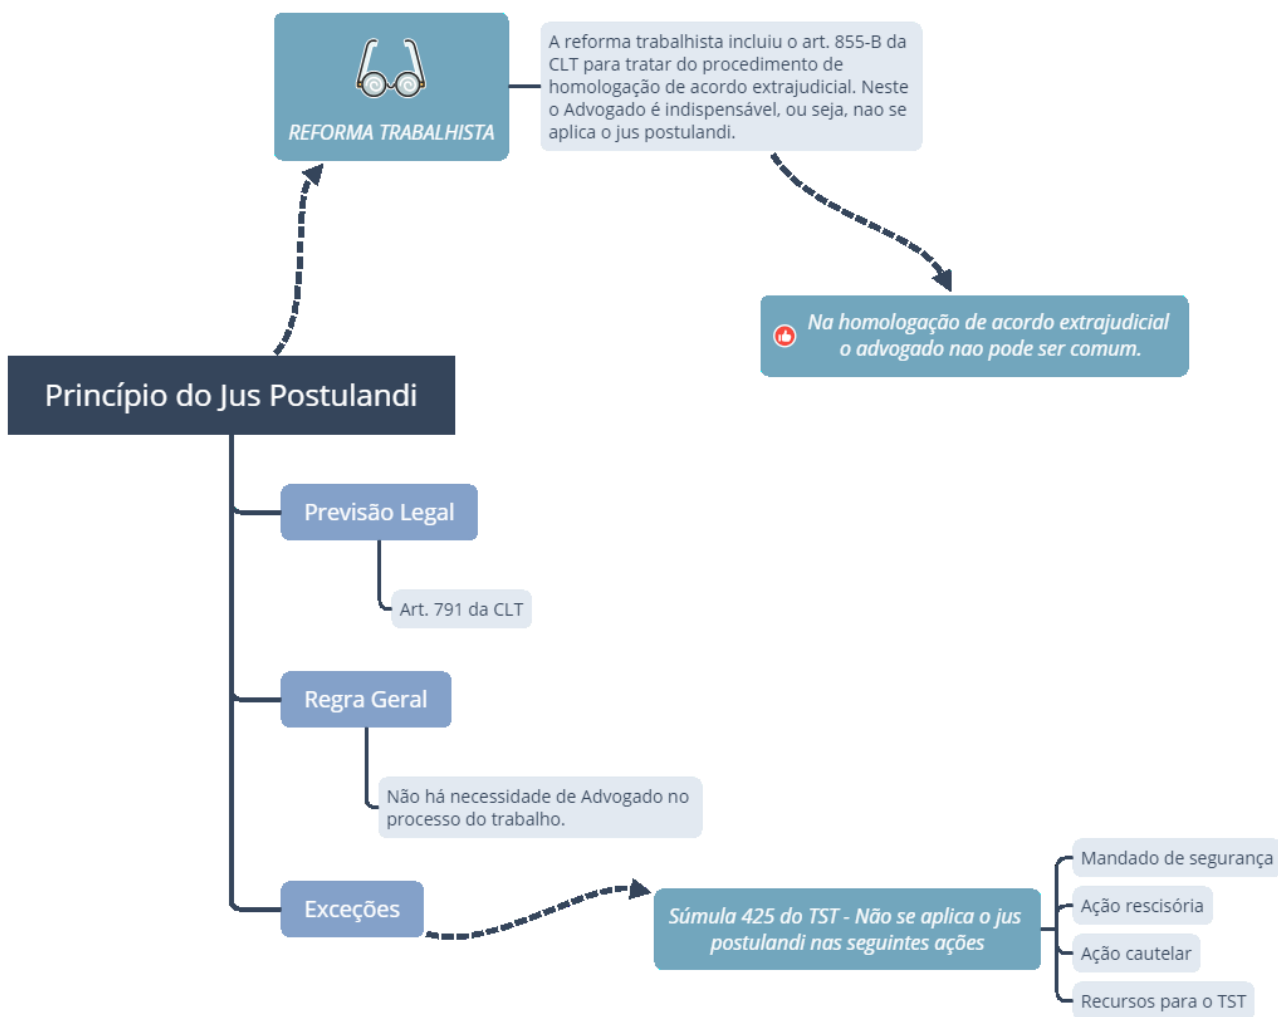 REFORMA TRABALHISTA
A reforma trabalhista incluiu o art. 855-B da
CLT para tratar do procedimento de
homologação de acordo extrajudicial. Neste
o Advogado é indispensável, ou seja, nao se
aplica o jus postulandi.
Na homologação de acordo extrajudicial
o advogado nao pode ser comum.
Princípio do Jus Postulandi
Previsão Legal
Art. 791 da CLT
Regra Geral
Não há necessidade de Advogado no
processo do trabalho.
Exceções
Súmula 425 do TST - Não se aplica o jus
postulandi nas seguintes ações
Mandado de segurança
Ação rescisória
Ação cautelar
Recursos para o TST